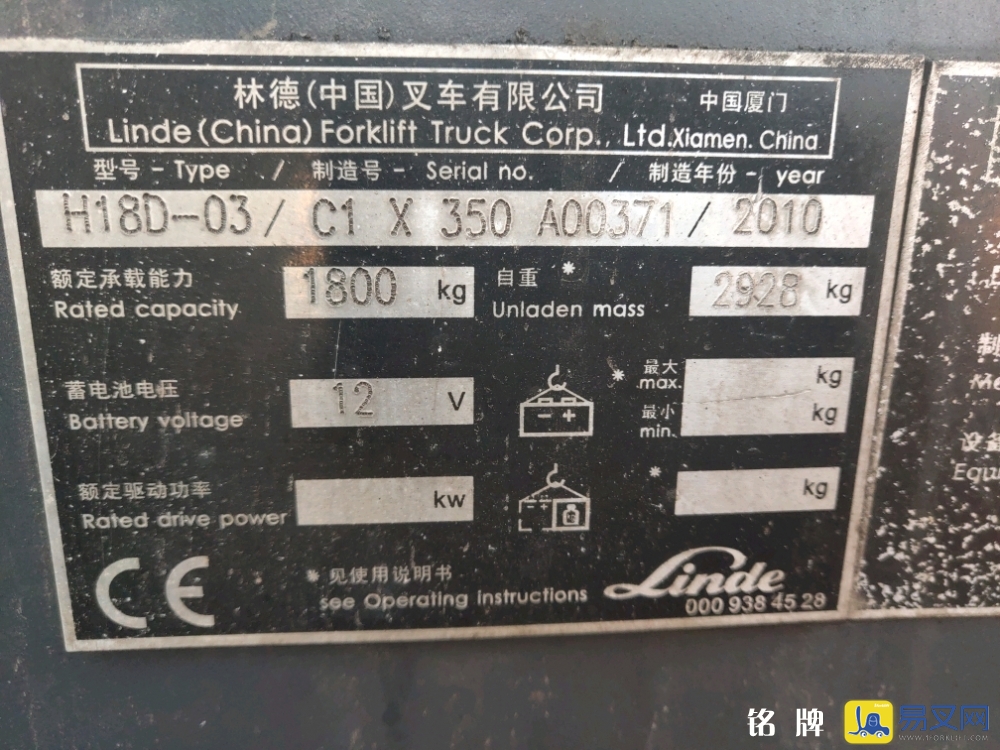 林德(中国)叉车有限公司 中国厦门
Linde (China) Forklift Truck Corp., Ltd. Xiamen. China
型号 - Type / 制造号 - Serial no. / 制造年份 - year
H18D-03 / C1 X 350 A00371 / 2010
额定承载能力 1800 kg 自重 * 2928 kg
Rated capacity Unladen mass
蓄电池电压 12 V * 最大 kg
Battery voltage max.
- + 最小 kg
min.
额定驱动功率 kw * kg
Rated drive power - +
CE
* 见使用说明书
see Operating instructions
Linde
000 938 45 28
制
Me
Equi
铭牌
易叉网